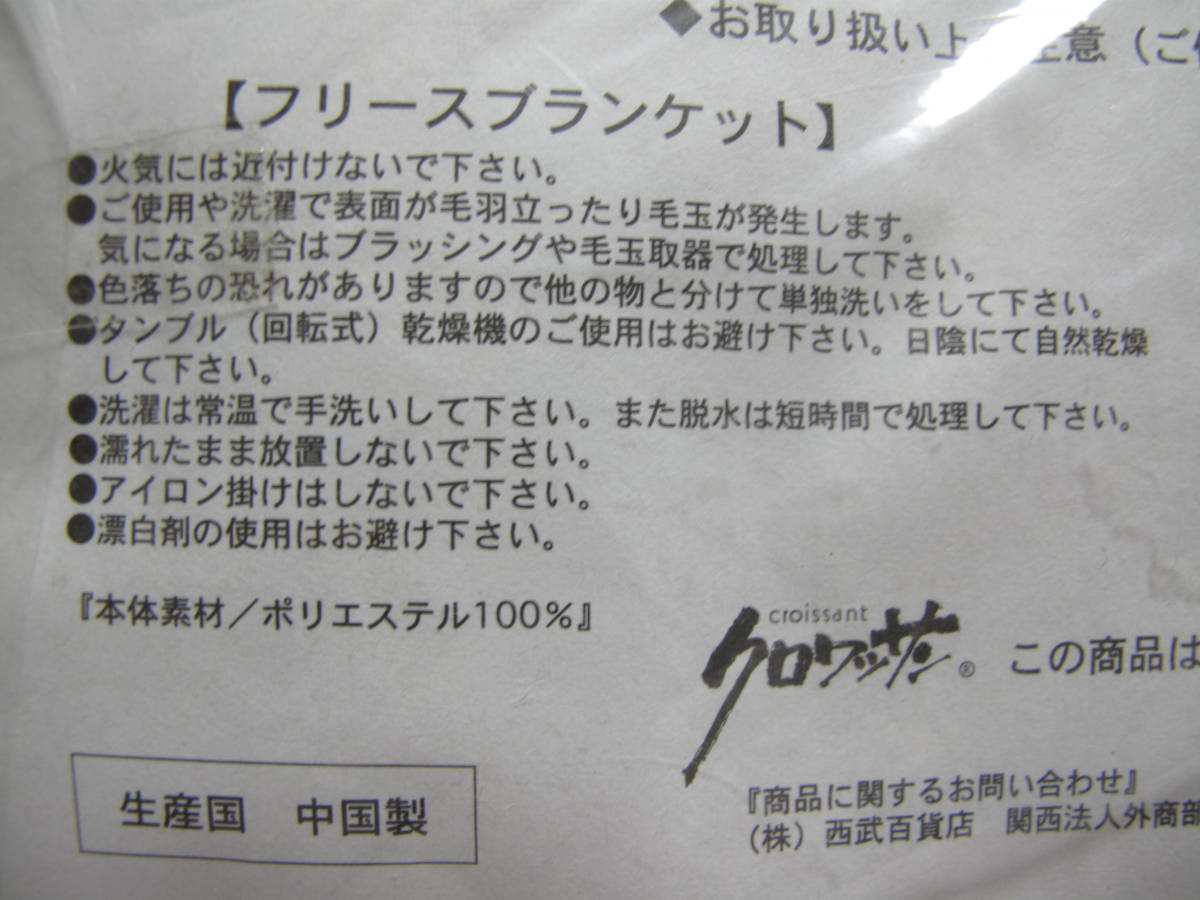 ◆お取り扱い上の注意（ご
【フリースブランケット】
●火気には近付けないで下さい。
●ご使用や洗濯で表面が毛羽立ったり毛玉が発生します。
気になる場合はブラッシングや毛玉取器で処理して下さい。
●色落ちの恐れがありますので他の物と分けて単独洗いをして下さい。
●タンブル（回転式）乾燥機のご使用はお避け下さい。日陰にて自然乾燥
して下さい。
●洗濯は常温で手洗いして下さい。また脱水は短時間で処理して下さい。
●濡れたまま放置しないで下さい。
●アイロン掛けはしないで下さい。
●漂白剤の使用はお避け下さい。
『本体素材／ポリエステル100％』
croissant
クロワッサン® この商品は
生産国 中国製
『商品に関するお問い合わせ』
（株）西武百貨店 関西法人外商部